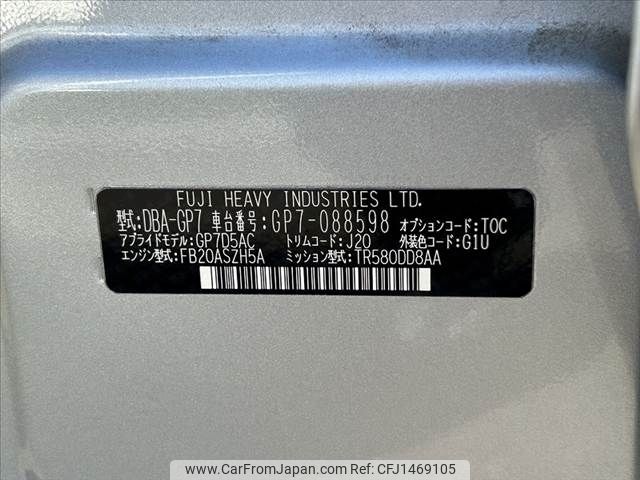 FUJI HEAVY INDUSTRIES LTD.
型式:DBA-GP7 車台番号:GP7-088598 オプションコード:TOC
アプライドモデル:GP7D5AC トリムコード:J20 外装色コード:G1U
エンジン型式:FB20ASZH5A ミッション型式:TR580DD8AA
CAR FROM JAPAN www.carfromjapan.com CFJ1469105